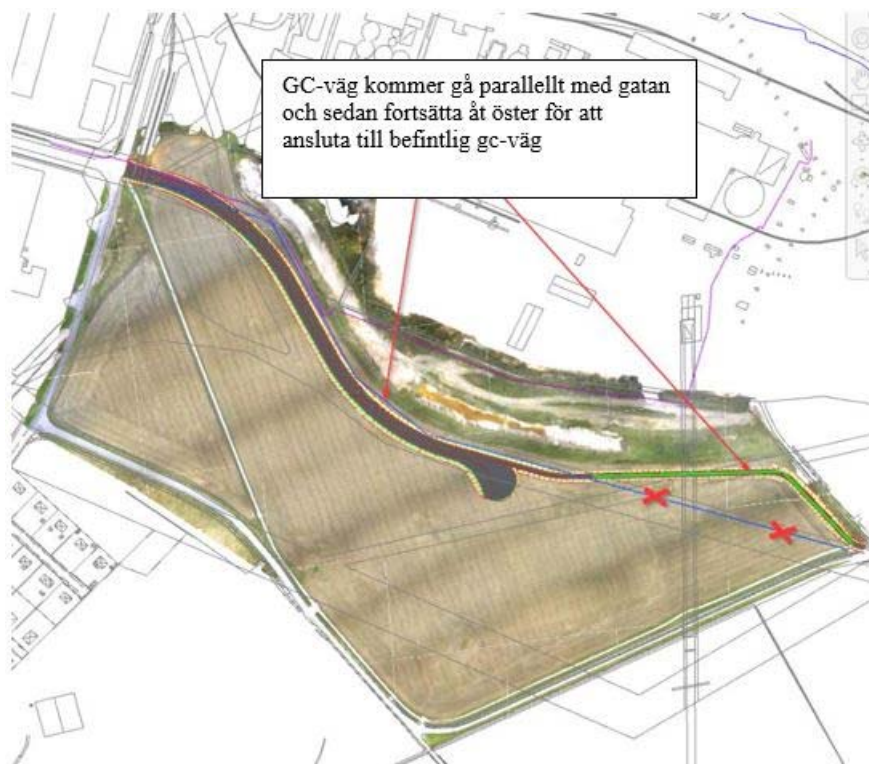 GC-väg kommer gå parallellt med gatan
och sedan fortsätta åt öster för att
ansluta till befintlig gc-väg